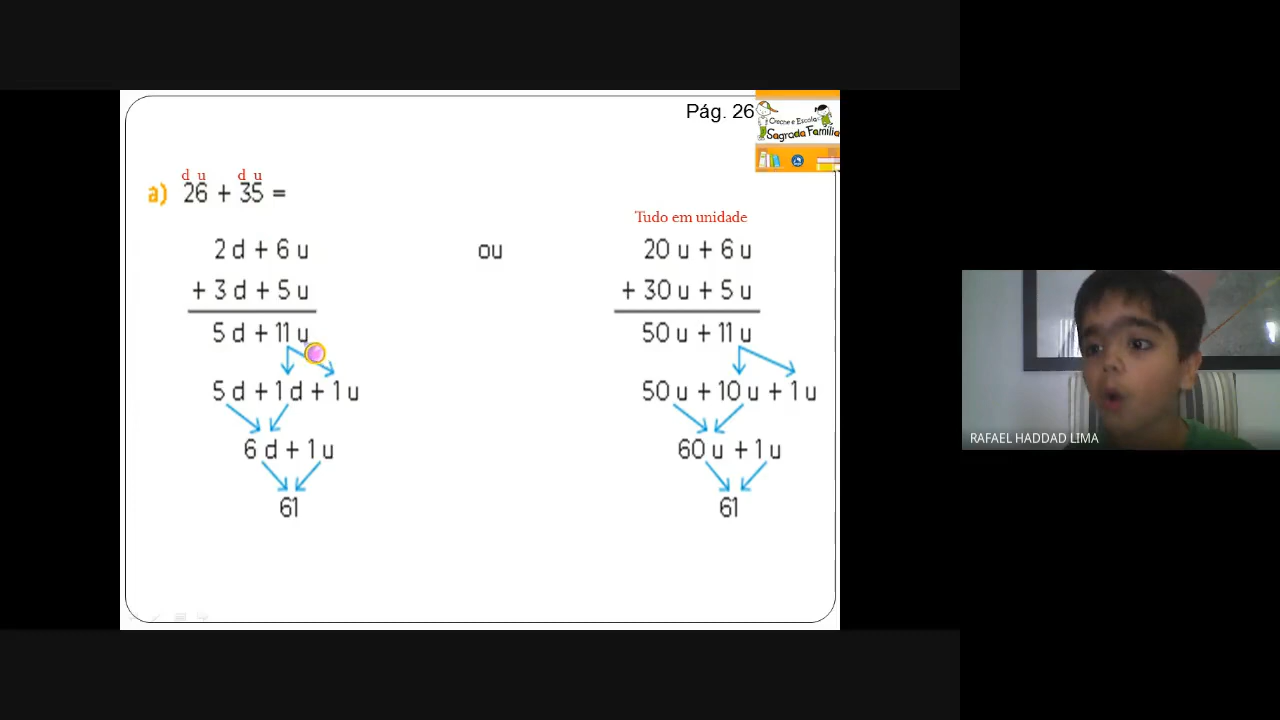 Pág. 26
Creche e Escola
Sagrada Família
d u d u
a) 26 + 35 =
Tudo em unidade
2 d + 6 u ou 20 u + 6 u
+ 3 d + 5 u + 30 u + 5 u
5 d + 11 u 50 u + 11 u
5 d + 1 d + 1 u 50 u + 10 u + 1 u
6 d + 1 u 60 u + 1 u
61 61
RAFAEL HADDAD LIMA